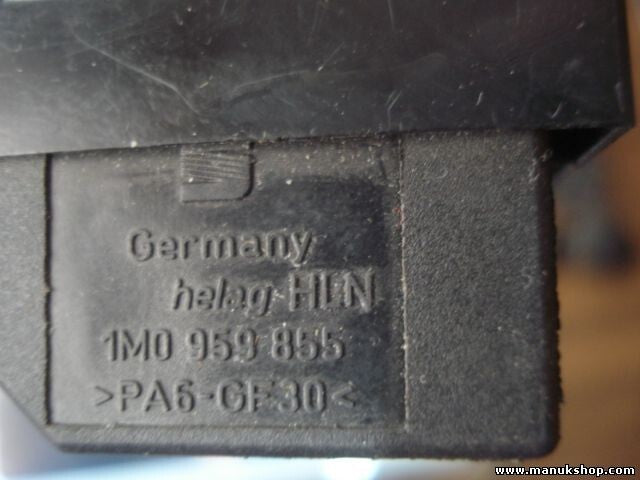 Germany
helag-HLN
1M0 959 855
>PA6-GF30<
www.manukshop.com